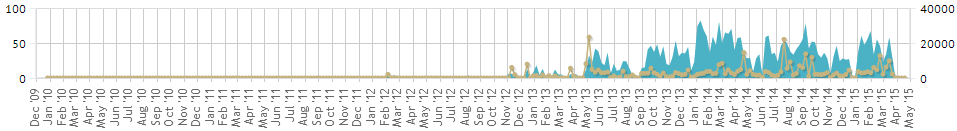 100
50
0
40000
20000
0
Dec '09
Jan '10
Feb '10
Mar '10
Apr '10
May '10
Jun '10
Jul '10
Aug '10
Sep '10
Oct '10
Nov '10
Dec '10
Jan '11
Feb '11
Mar '11
Apr '11
May '11
Jun '11
Jul '11
Aug '11
Sep '11
Oct '11
Nov '11
Dec '11
Jan '12
Feb '12
Mar '12
Apr '12
May '12
Jun '12
Jul '12
Aug '12
Sep '12
Oct '12
Nov '12
Dec '12
Jan '13
Feb '13
Mar '13
Apr '13
May '13
Jun '13
Jul '13
Aug '13
Sep '13
Oct '13
Nov '13
Dec '13
Jan '14
Feb '14
Mar '14
Apr '14
May '14
Jun '14
Jul '14
Aug '14
Sep '14
Oct '14
Nov '14
Dec '14
Jan '15
Feb '15
Mar '15
Apr '15
May '15